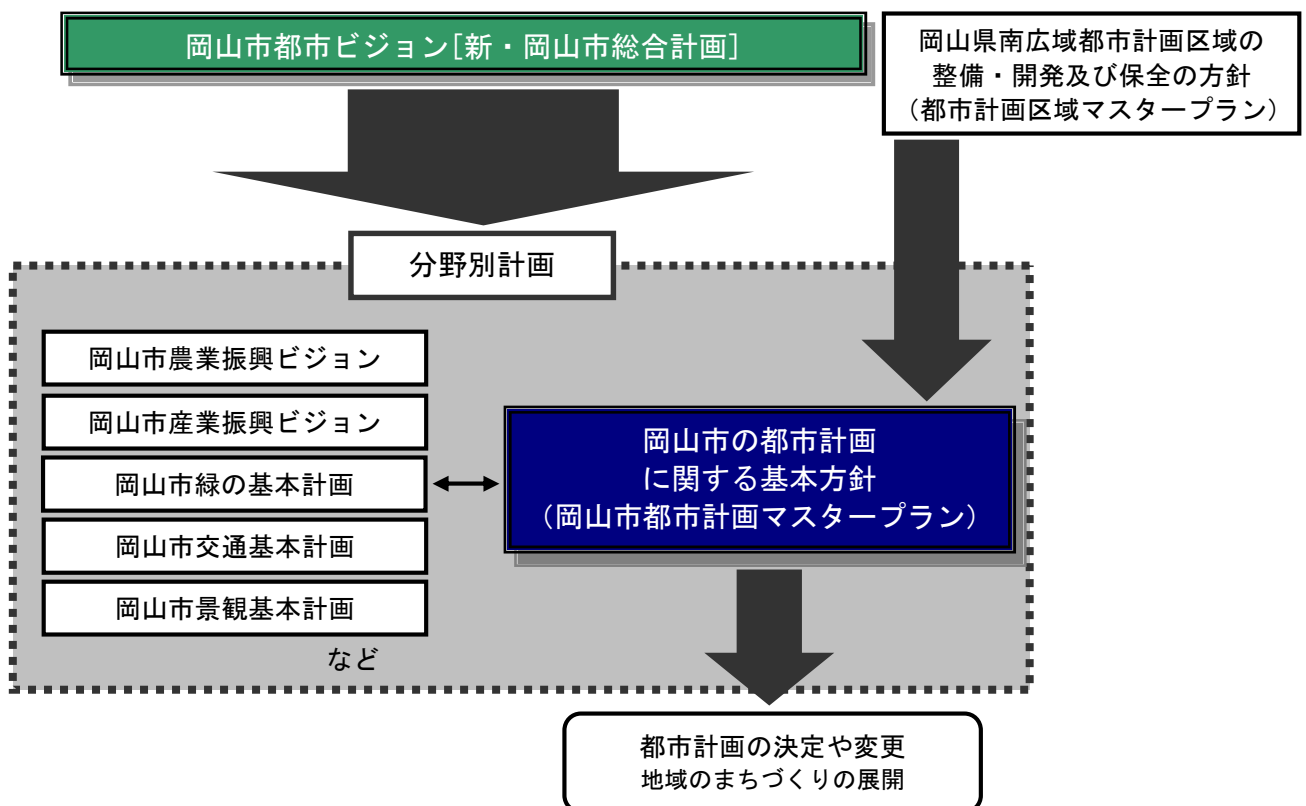 岡山市都市ビジョン[新・岡山市総合計画]
岡山県南広域都市計画区域の
整備・開発及び保全の方針
（都市計画区域マスタープラン）
分野別計画
岡山市農業振興ビジョン
岡山市産業振興ビジョン
岡山市緑の基本計画
岡山市交通基本計画
岡山市景観基本計画
など
岡山市の都市計画
に関する基本方針
（岡山市都市計画マスタープラン）
都市計画の決定や変更
地域のまちづくりの展開